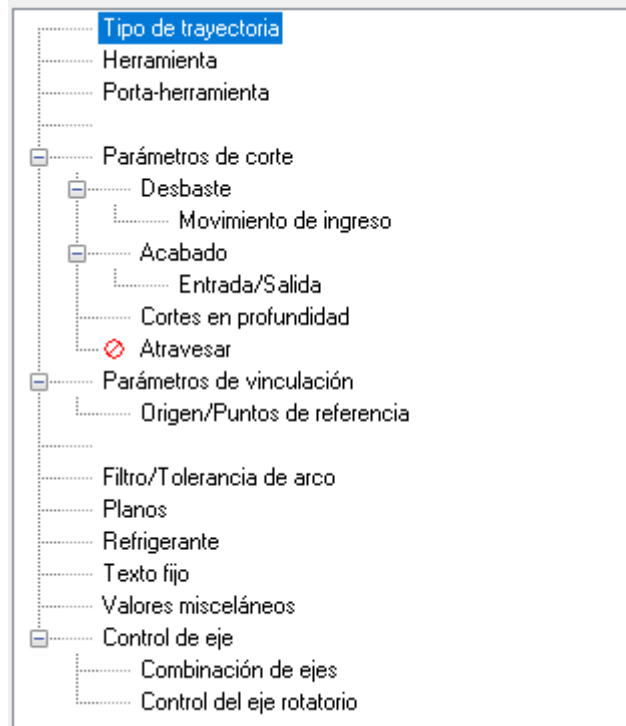 Tipo de trayectoria
Herramienta
Porta-herramienta
Parámetros de corte
Desbaste
Movimiento de ingreso
Acabado
Entrada/Salida
Cortes en profundidad
Atravesar
Parámetros de vinculación
Origen/Puntos de referencia
Filtro/Tolerancia de arco
Planos
Refrigerante
Texto fijo
Valores misceláneos
Control de eje
Combinación de ejes
Control del eje rotatorio